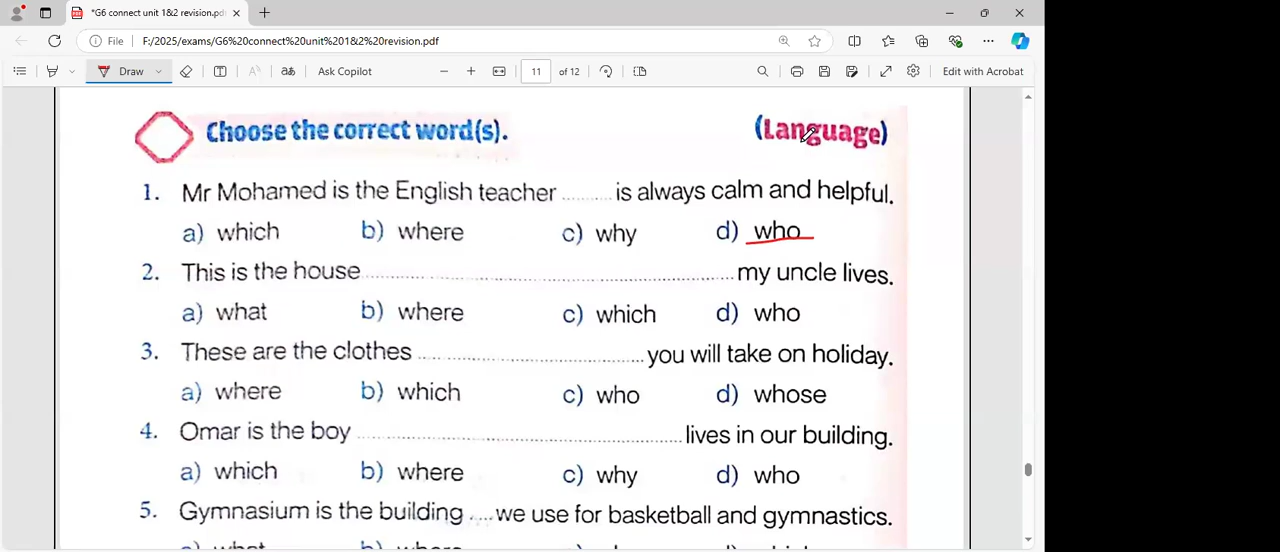 *G6 connect unit 1&2 revision.pdf
File F:/2025/exams/G6%20connect%20unit%201&2%20revision.pdf
Draw Ask Copilot 11 of 12 Edit with Acrobat
Choose the correct word(s). (Language)
1. Mr Mohamed is the English teacher ......... is always calm and helpful.
a) which b) where c) why d) who
2. This is the house ......... my uncle lives.
a) what b) where c) which d) who
3. These are the clothes ......... you will take on holiday.
a) where b) which c) who d) whose
4. Omar is the boy ......... lives in our building.
a) which b) where c) why d) who
5. Gymnasium is the building .... we use for basketball and gymnastics.